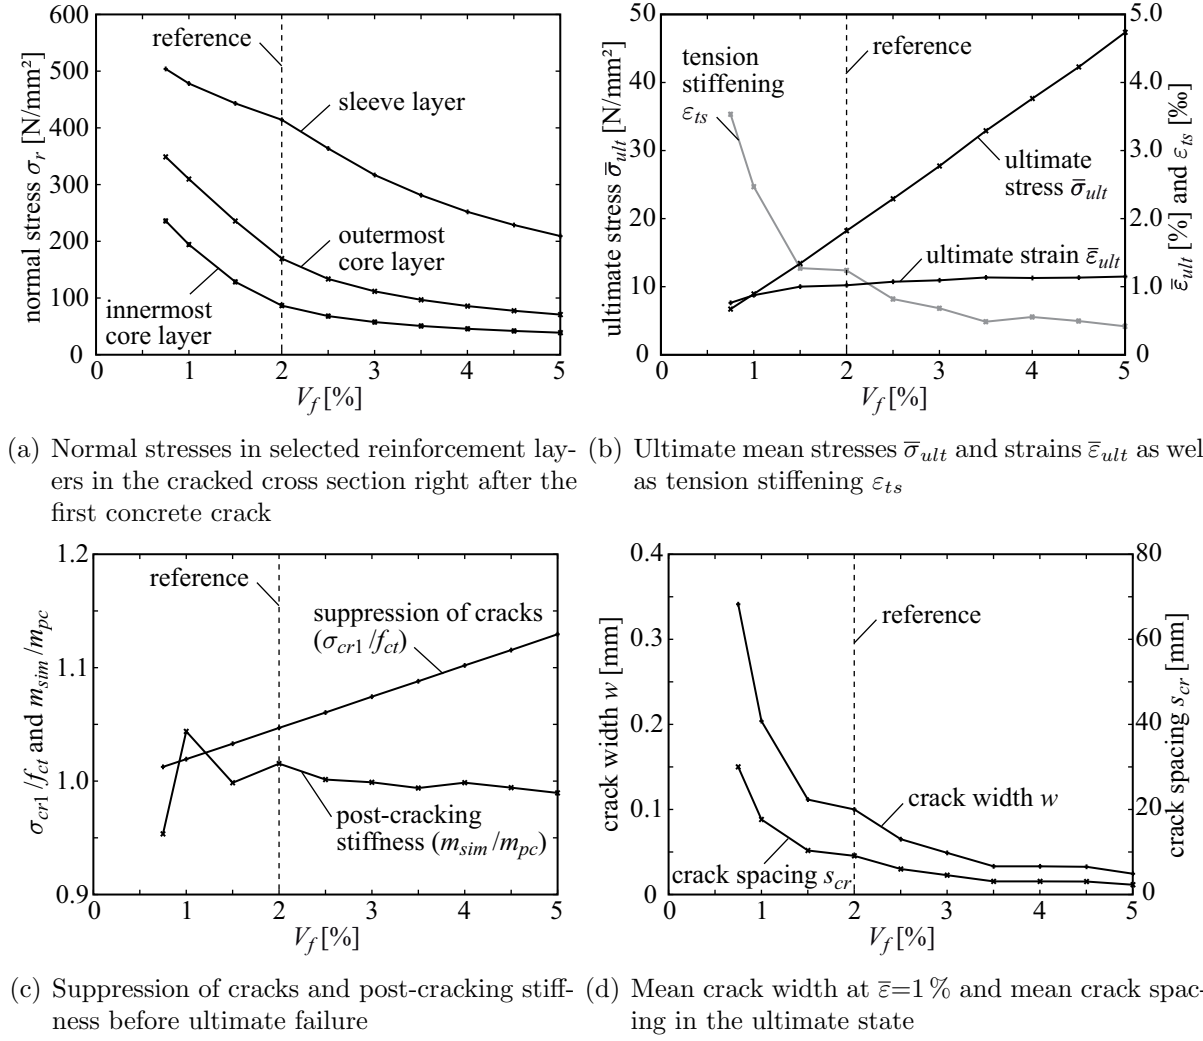 600
500
400
300
200
100
0
normal stress σr [N/mm²]
reference
sleeve layer
outermost
core layer
innermost
core layer
0 1 2 3 4 5
Vf [%]
(a) Normal stresses in selected reinforcement lay-
ers in the cracked cross section right after the
first concrete crack
50
40
30
20
10
0
ultimate stress σ̅ult [N/mm²]
tension
stiffening
εts
reference
ultimate
stress σ̅ult
ultimate strain ε̅ult
5.0
4.0
3.0
2.0
1.0
0
ε̅ult [%] and εts [‰]
0 1 2 3 4 5
Vf [%]
(b) Ultimate mean stresses σ̅ult and strains ε̅ult as wel
as tension stiffening εts
1.2
1.1
1.0
0.9
σcr1/fct and msim/mpc
reference
suppression of cracks
(σcr1/fct)
post-cracking
stiffness (msim/mpc)
0 1 2 3 4 5
Vf [%]
(c) Suppression of cracks and post-cracking stiff-
ness before ultimate failure
0.4
0.3
0.2
0.1
0
crack width w [mm]
reference
crack width w
crack spacing scr
80
60
40
20
0
crack spacing scr [mm]
0 1 2 3 4 5
Vf [%]
(d) Mean crack width at ε̅=1 % and mean crack spac-
ing in the ultimate state